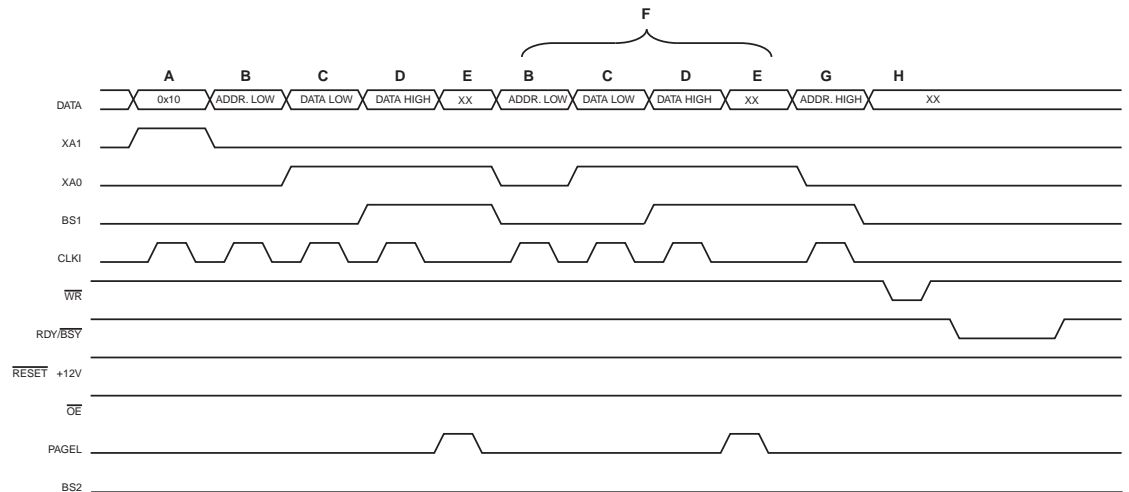 F
A B C D E B C D E G H
DATA 0x10 ADDR. LOW DATA LOW DATA HIGH XX ADDR. LOW DATA LOW DATA HIGH XX ADDR. HIGH XX
XA1
XA0
BS1
CLKI
WR
RDY/BSY
RESET +12V
OE
PAGEL
BS2